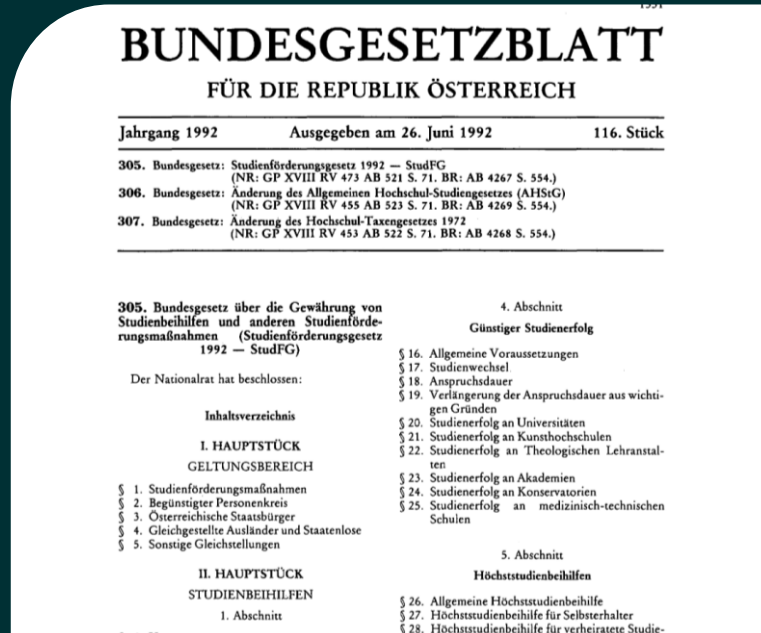 BUNDESGESETZBLATT
FÜR DIE REPUBLIK ÖSTERREICH
Jahrgang 1992 Ausgegeben am 26. Juni 1992 116. Stück
305. Bundesgesetz: Studienförderungsgesetz 1992 — StudFG
(NR: GP XVIII RV 473 AB 521 S. 71. BR: AB 4267 S. 554.)
306. Bundesgesetz: Änderung des Allgemeinen Hochschul-Studiengesetzes (AHStG)
(NR: GP XVIII RV 455 AB 523 S. 71. BR: AB 4269 S. 554.)
307. Bundesgesetz: Änderung des Hochschul-Taxengesetzes 1972
(NR: GP XVIII RV 453 AB 522 S. 71. BR: AB 4268 S. 554.)
305. Bundesgesetz über die Gewährung von
Studienbeihilfen und anderen Studienförde-
rungsmaßnahmen (Studienförderungsgesetz
1992 — StudFG)
Der Nationalrat hat beschlossen:
Inhaltsverzeichnis
I. HAUPTSTÜCK
GELTUNGSBEREICH
§ 1. Studienförderungsmaßnahmen
§ 2. Begünstigter Personenkreis
§ 3. Österreichische Staatsbürger
§ 4. Gleichgestellte Ausländer und Staatenlose
§ 5. Sonstige Gleichstellungen
II. HAUPTSTÜCK
STUDIENBEIHILFEN
1. Abschnitt
4. Abschnitt
Günstiger Studienerfolg
§ 16. Allgemeine Voraussetzungen
§ 17. Studienwechsel
§ 18. Anspruchsdauer
§ 19. Verlängerung der Anspruchsdauer aus wichti-
gen Gründen
§ 20. Studienerfolg an Universitäten
§ 21. Studienerfolg an Kunsthochschulen
§ 22. Studienerfolg an Theologischen Lehranstal-
ten
§ 23. Studienerfolg an Akademien
§ 24. Studienerfolg an Konservatorien
§ 25. Studienerfolg an medizinisch-technischen
Schulen
5. Abschnitt
Höchststudienbeihilfen
§ 26. Allgemeine Höchststudienbeihilfe
§ 27. Höchststudienbeihilfe für Selbsterhalter
§ 28. Höchststudienbeihilfe für verheiratete Studie-